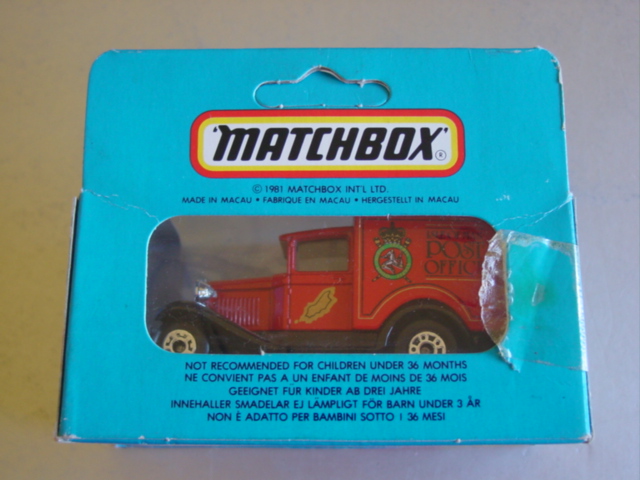 "MATCHBOX"
®
© 1981 MATCHBOX INT'L LTD.
MADE IN MACAU • FABRIQUE EN MACAU • HERGESTELLT IN MACAU
POST
OFFICE
NOT RECOMMENDED FOR CHILDREN UNDER 36 MONTHS
NE CONVIENT PAS A UN ENFANT DE MOINS DE 36 MOIS
GEEIGNET FÜR KINDER AB DREI JAHRE
INNEHALLER SMADELAR EJ LÄMPLIGT FÖR BARN UNDER 3 ÅR
NON È ADATTO PER BAMBINI SOTTO I 36 MESI